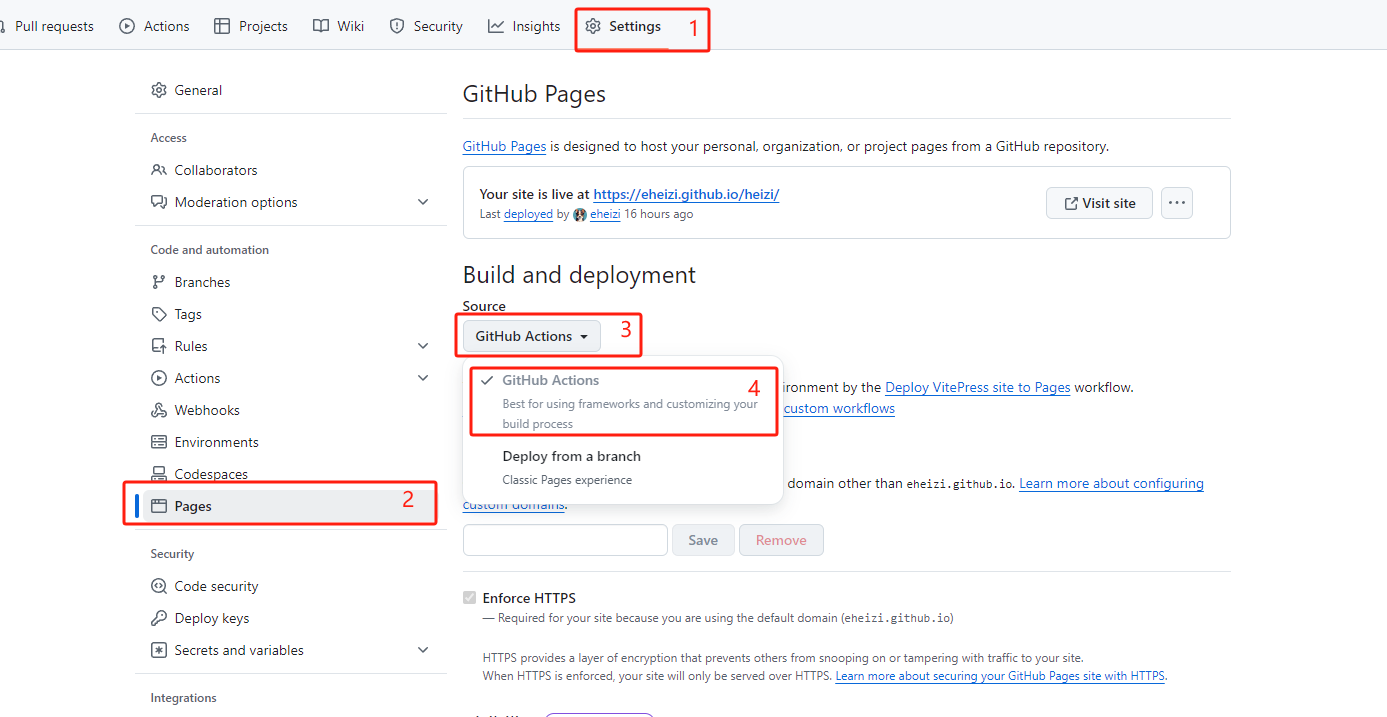 Pull requests
Actions
Projects
Wiki
Security
Insights
Settings
1
General
Access
Collaborators
Moderation options
Code and automation
Branches
Tags
Rules
Actions
Webhooks
Environments
Codespaces
Pages
2
Security
Code security
Deploy keys
Secrets and variables
Integrations
GitHub Pages
GitHub Pages is designed to host your personal, organization, or project pages from a GitHub repository.
Your site is live at https://eheizi.github.io/heizi/
Last deployed by eheizi 16 hours ago
Visit site
Build and deployment
Source
GitHub Actions
3
GitHub Actions
4
Best for using frameworks and customizing your
build process
Deploy from a branch
Classic Pages experience
by the Deploy VitePress site to Pages workflow.
custom workflows
domain other than eheizi.github.io. Learn more about configuring
custom domains.
Save
Remove
Enforce HTTPS
— Required for your site because you are using the default domain (eheizi.github.io)
HTTPS provides a layer of encryption that prevents others from snooping on or tampering with traffic to your site.
When HTTPS is enforced, your site will only be served over HTTPS. Learn more about securing your GitHub Pages site with HTTPS.